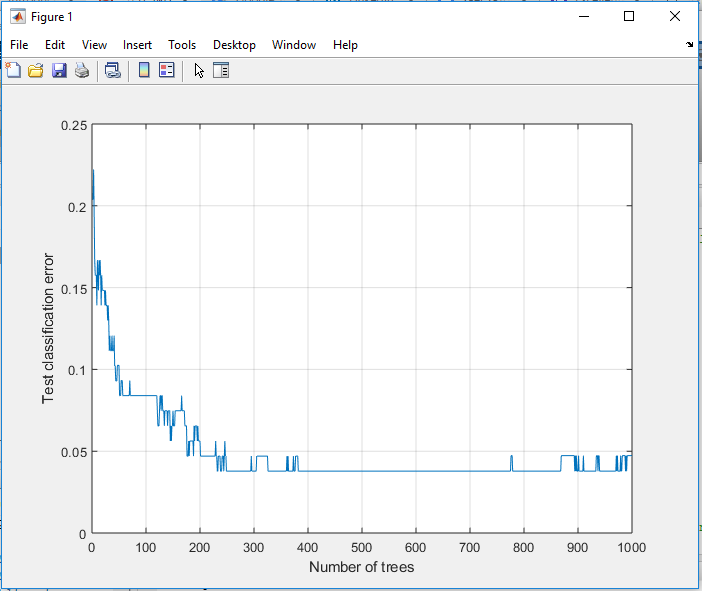 Figure 1
File Edit View Insert Tools Desktop Window Help
0.25
0.2
0.15
0.1
0.05
0
0 100 200 300 400 500 600 700 800 900 1000
Test classification error
Number of trees